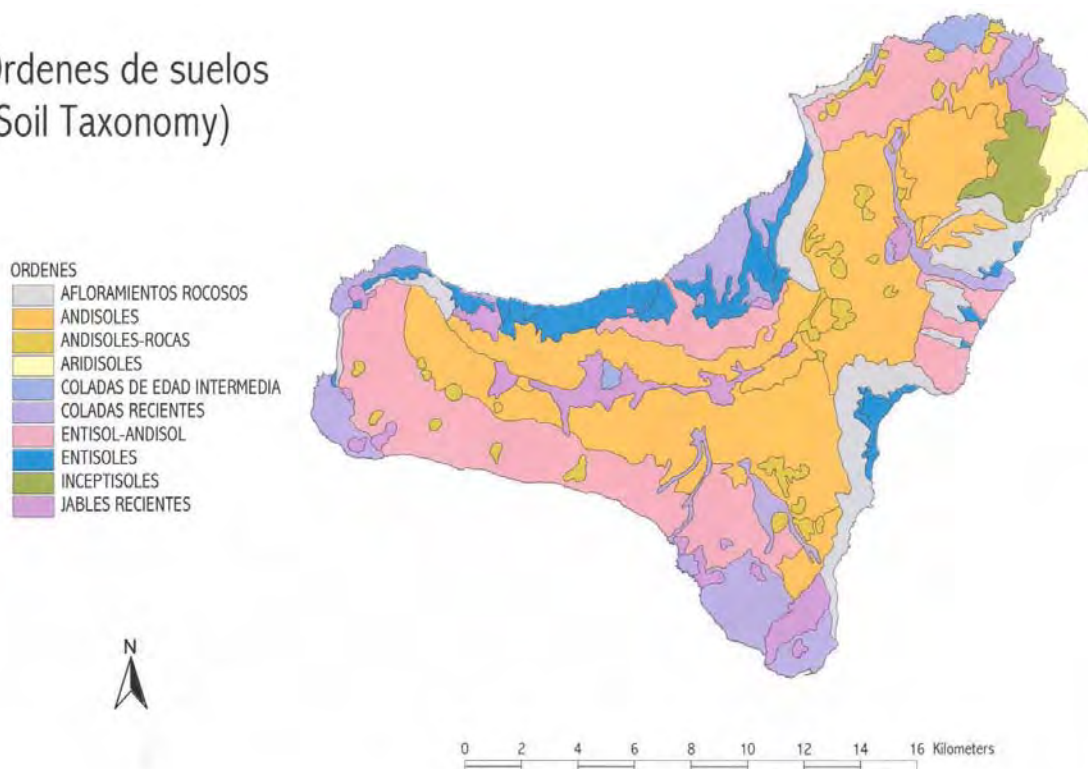 rdenes de suelos
Soil Taxonomy)
ORDENES
AFLORAMIENTOS ROCOSOS
ANDISOLES
ANDISOLES-ROCAS
ARIDISOLES
COLADAS DE EDAD INTERMEDIA
COLADAS RECIENTES
ENTISOL-ANDISOL
ENTISOLES
INCEPTISOLES
JABLES RECIENTES
N
0 2 4 6 8 10 12 14 16 Kilometers